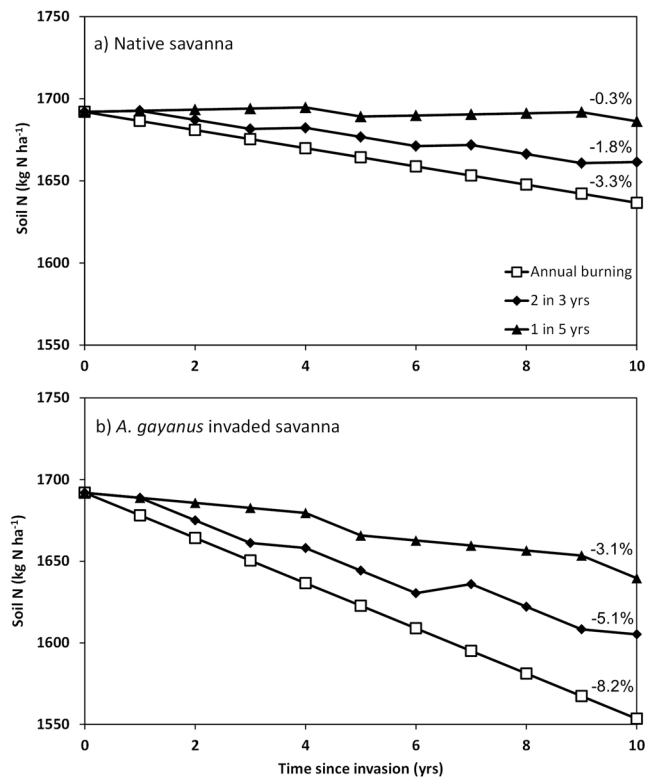 1750
a) Native savanna
1700
-0.3%
-1.8%
1650
-3.3%
Soil N (kg N ha⁻¹)
Annual burning
1600
2 in 3 yrs
1 in 5 yrs
1550
0 2 4 6 8 10
1750
b) A. gayanus invaded savanna
1700
-3.1%
1650
-5.1%
Soil N (kg N ha⁻¹)
1600
-8.2%
1550
0 2 4 6 8 10
Time since invasion (yrs)